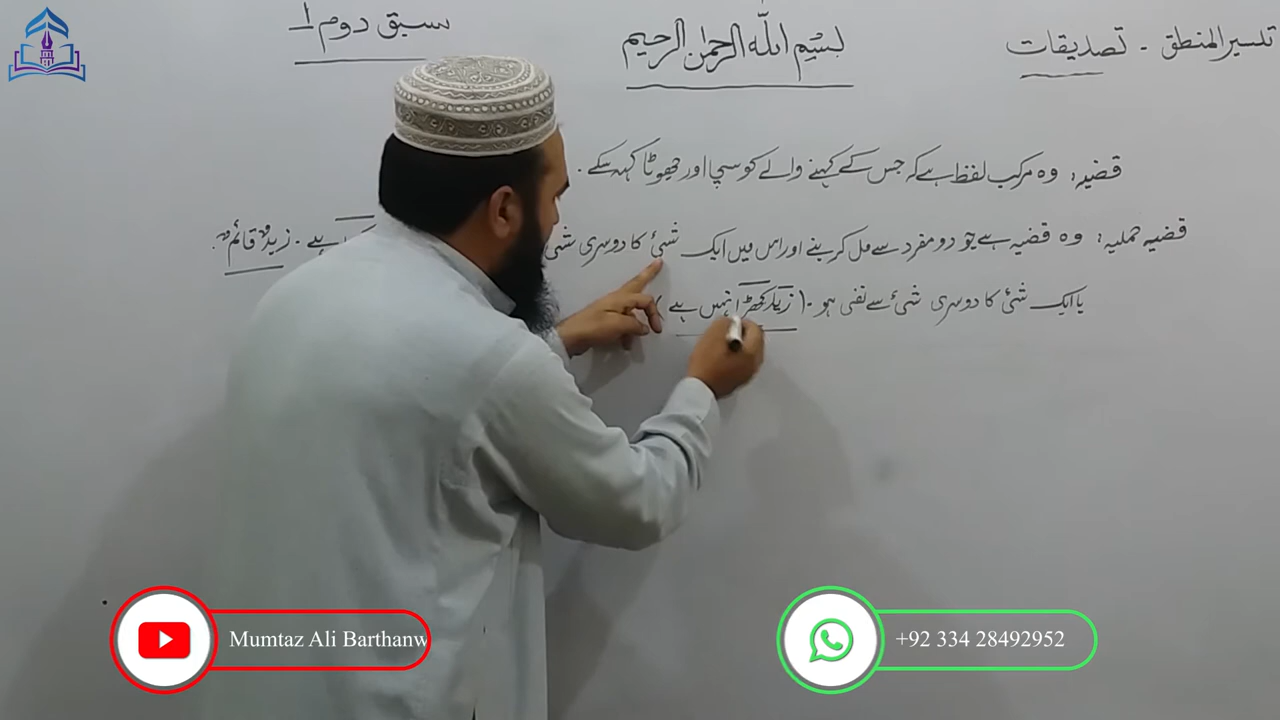 تیسیر المنطق - تصدیقات
بِسْمِ اللّٰہ الرحمٰن الرحیم
سبق دوم ا
قضیہ: وہ مرکب لفظ ہے کہ جس کے کہنے والے کو سچا اور جھوٹا کہہ سکے.
قضیہ حملیہ: وہ قضیہ ہے جو دو مفرد سے مل کر بنے اور اس میں ایک شئ کا دوسری شئ ہے. زید قائم.
یا ایک شئ کا دوسری شئ سے نفی ہو. (زید کھڑا نہیں ہے)
Mumtaz Ali Barthanw
+92 334 28492952